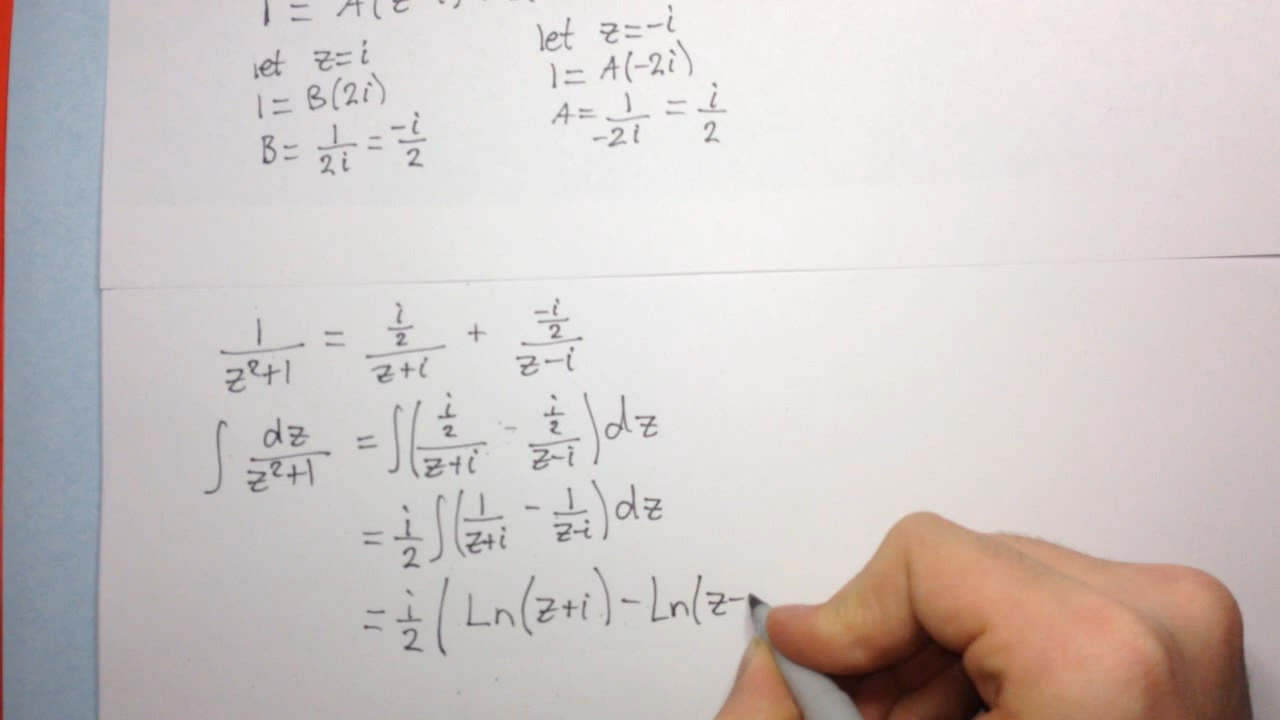 1 = A(z-i)
let z=i
1= B(2i)
B= 1/2i = -i/2
let z=-i
1= A(-2i)
A= 1/-2i = i/2
1/(z²+1) = (i/2)/(z+i) + (-i/2)/(z-i)
∫ dz/(z²+1) = ∫((i/2)/(z+i) - (i/2)/(z-i))dz
= i/2 ∫(1/(z+i) - 1/(z-i))dz
= i/2 ( Ln(z+i) - Ln(z-